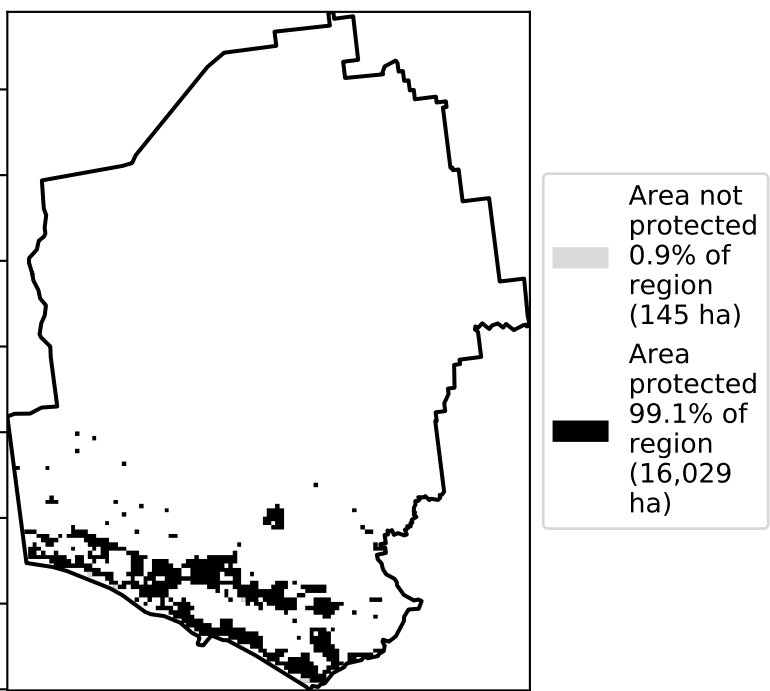 Area not
protected
0.9% of
region
(145 ha)
Area
protected
99.1% of
region
(16,029
ha)